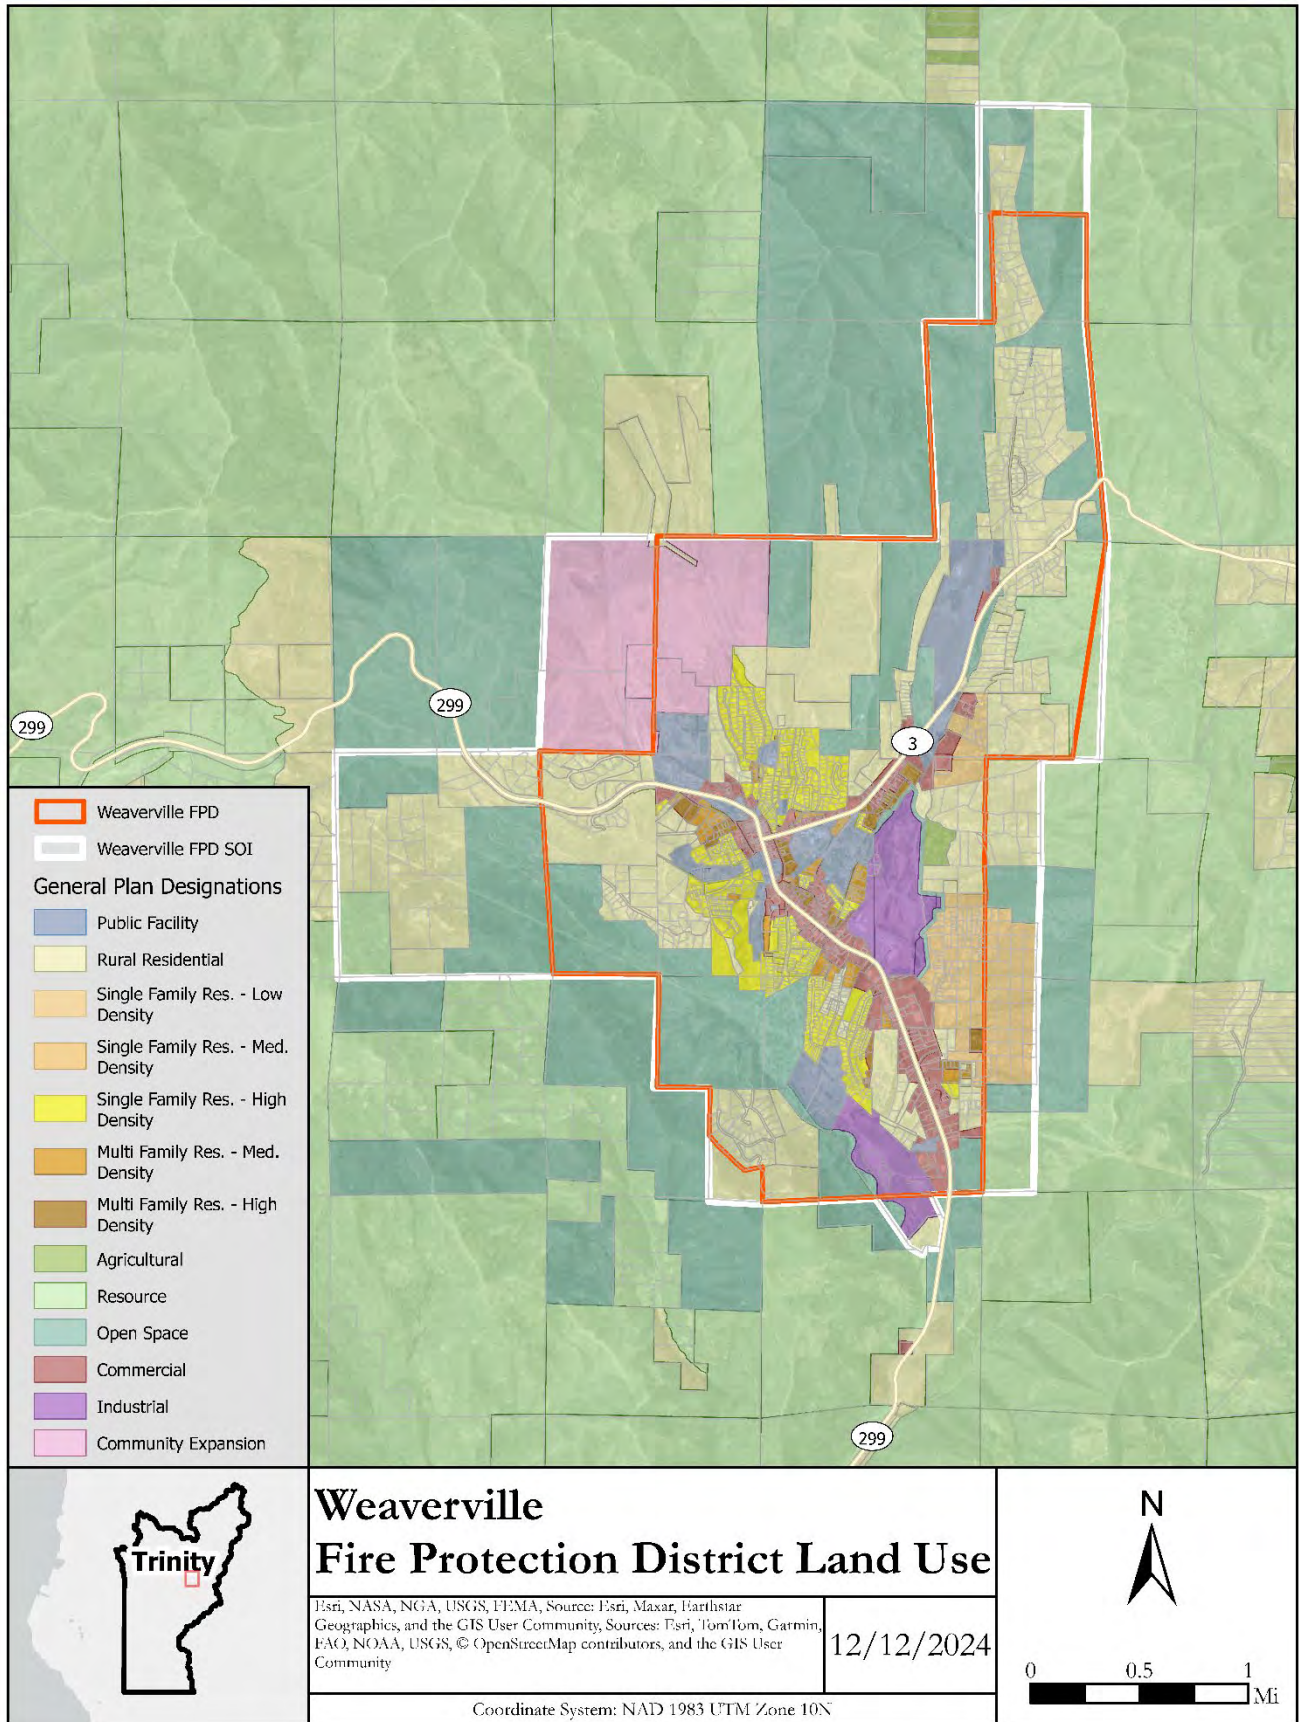 299
299
3
Weaverville FPD
Weaverville FPD SOI
General Plan Designations
Public Facility
Rural Residential
Single Family Res. - Low
Density
Single Family Res. - Med.
Density
Single Family Res. - High
Density
Multi Family Res. - Med.
Density
Multi Family Res. - High
Density
Agricultural
Resource
Open Space
Commercial
Industrial
Community Expansion
299
Trinity
Weaverville
Fire Protection District Land Use
Esri, NASA, NGA, USGS, FEMA, Source: Esri, Maxar, Earthstar
Geographics, and the GIS User Community, Sources: Esri, TomTom, Garmin,
FAO, NOAA, USGS, © OpenStreetMap contributors, and the GIS User
Community
12/12/2024
Coordinate System: NAD 1983 UTM Zone 10N
N
0 0.5 1
Mi